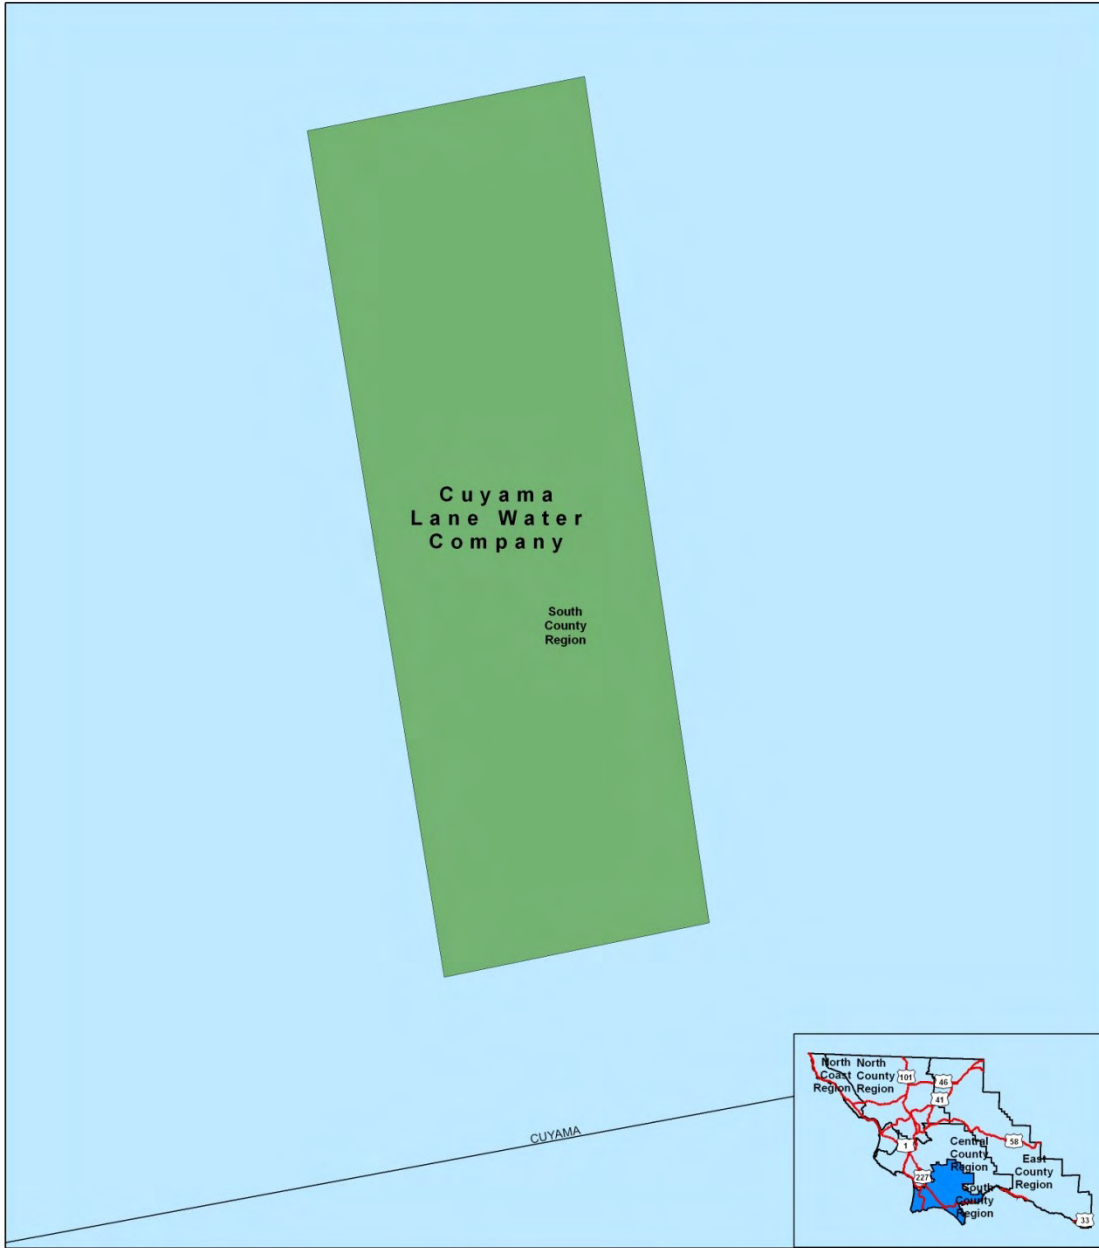 Cuyama
Lane Water
Company
South
County
Region
CUYAMA
North
Coast
Region
North
County
Region
101
46
41
1
58
Central
County
Region
East
County
Region
227
South
County
Region
33